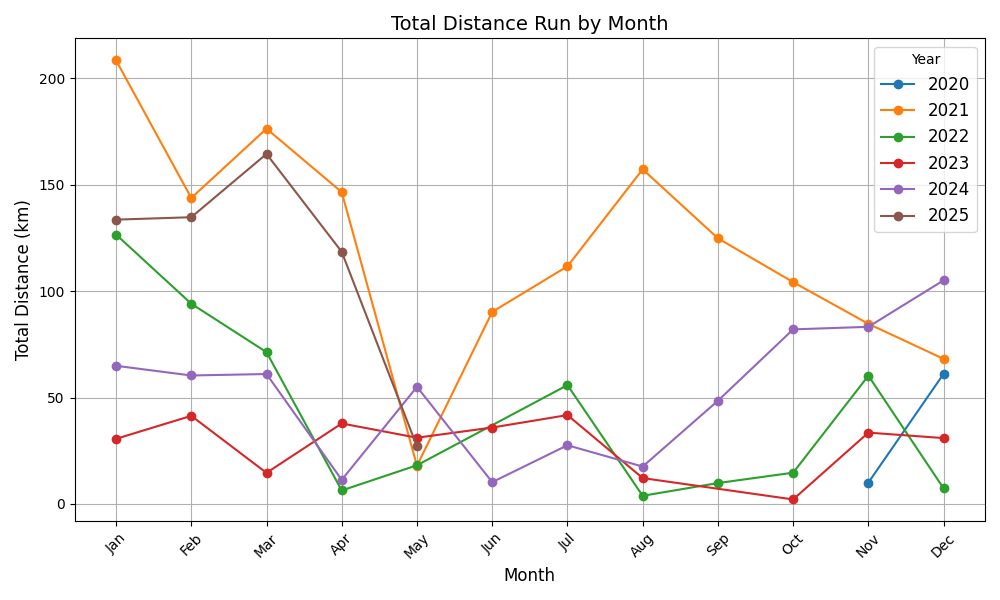 Total Distance Run by Month
Total Distance (km)
200
150
100
50
0
Year
2020
2021
2022
2023
2024
2025
Jan
Feb
Mar
Apr
May
Jun
Jul
Aug
Sep
Oct
Nov
Dec
Month